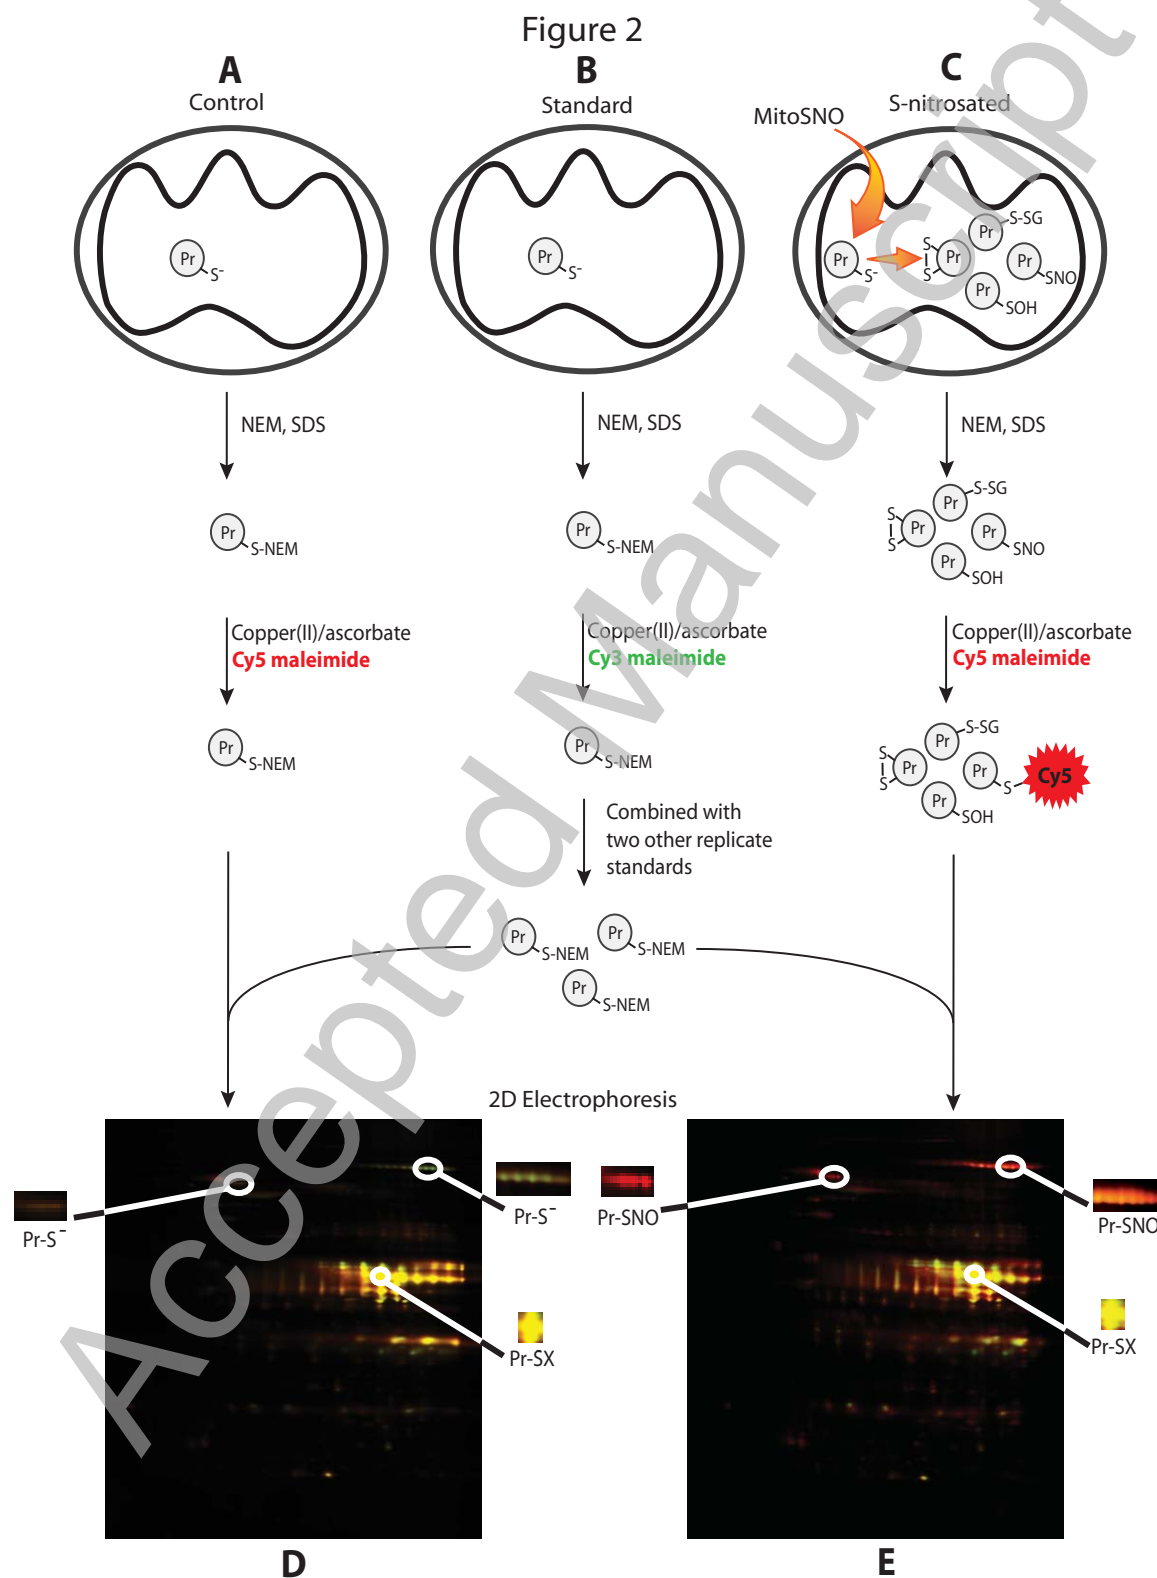 Figure 2
A
Control
B
Standard
C
S-nitrosated
MitoSNO
Pr
S-
Pr
S-
Pr
S-
S
S
Pr
Pr
S-SG
Pr
SNO
Pr
SOH
NEM, SDS
NEM, SDS
NEM, SDS
Pr
S-NEM
Pr
S-NEM
S
S
Pr
Pr
S-SG
Pr
SNO
Pr
SOH
Copper(II)/ascorbate
Cy5 maleimide
Copper(II)/ascorbate
Cy3 maleimide
Copper(II)/ascorbate
Cy5 maleimide
Pr
S-NEM
Pr
S-NEM
S
S
Pr
Pr
S-SG
Pr
S
Cy5
Pr
SOH
Combined with
two other replicate
standards
Pr
S-NEM
Pr
S-NEM
Pr
S-NEM
2D Electrophoresis
Pr-S-
Pr-S-
Pr-SX
Pr-SNO
Pr-SNO
Pr-SX
D
E
Accepted Manuscript